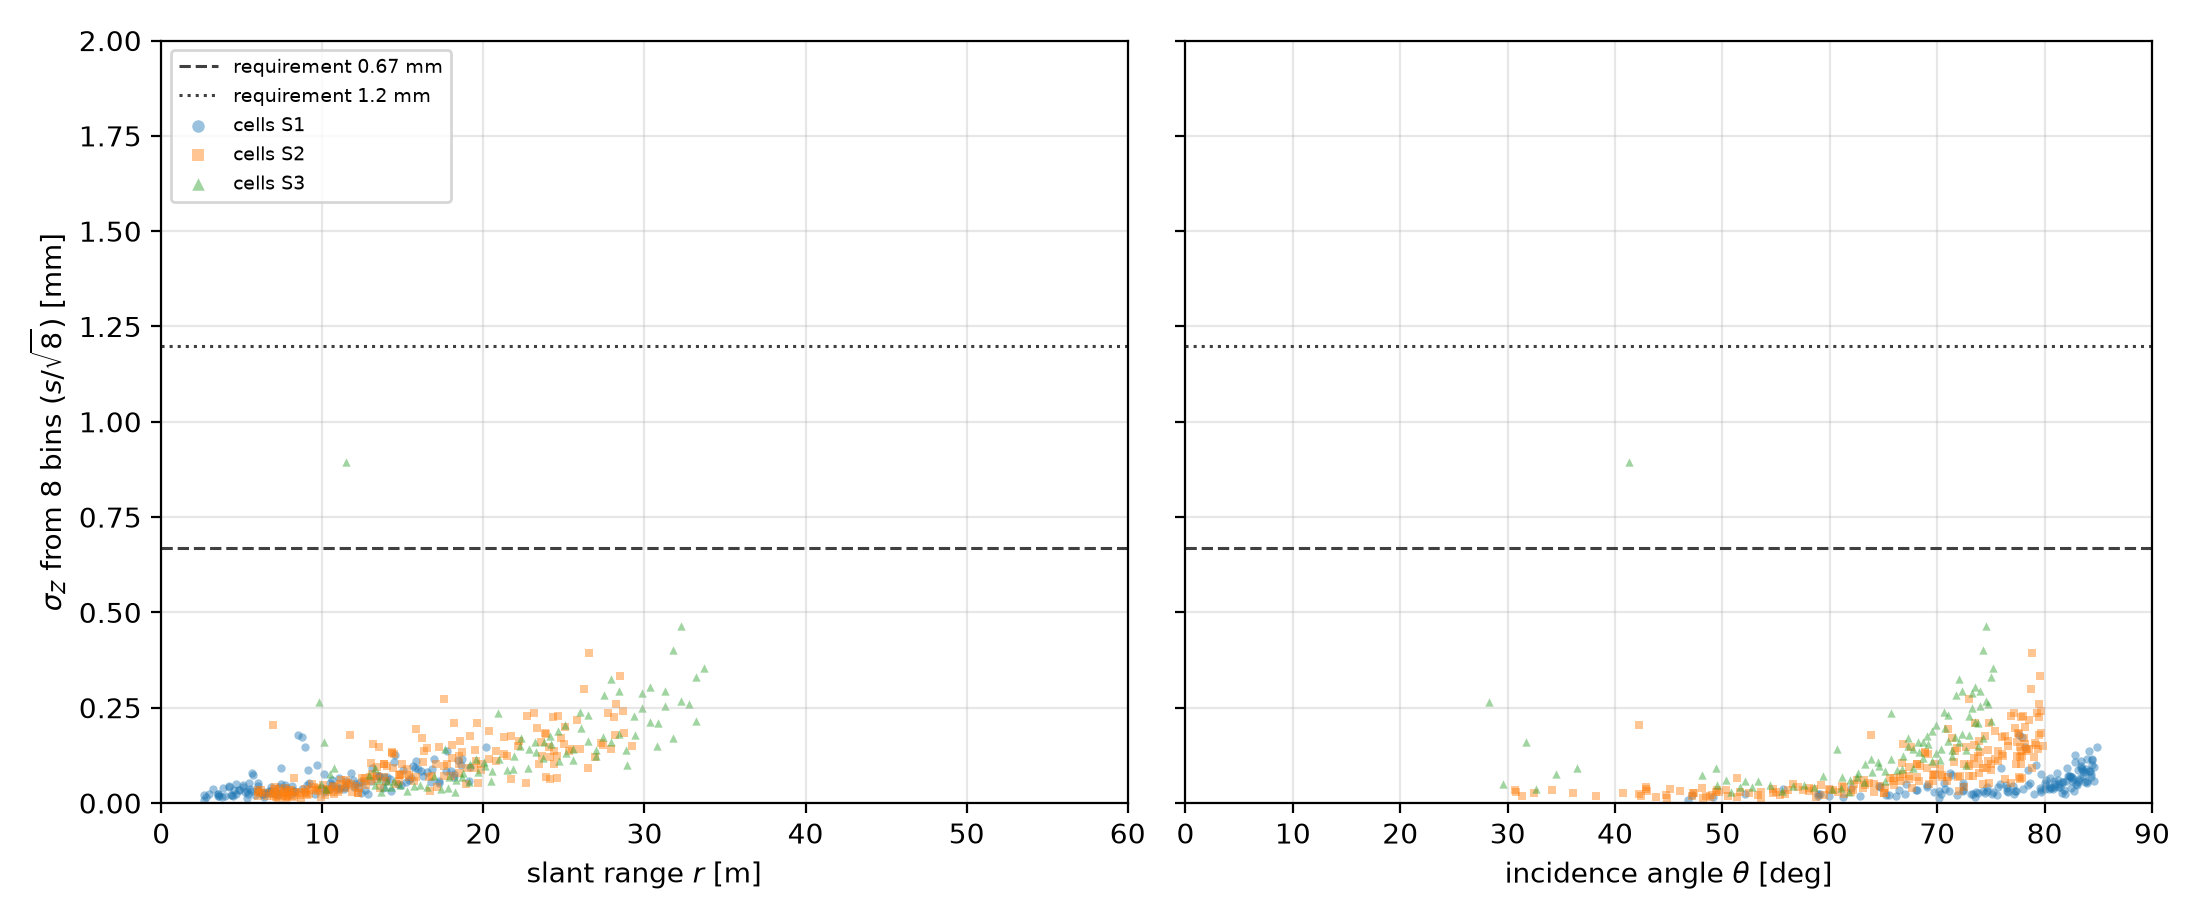 2.00
1.75
1.50
1.25
1.00
0.75
0.50
0.25
0.00
σ_Z from 8 bins (s/√8) [mm]
requirement 0.67 mm
requirement 1.2 mm
cells S1
cells S2
cells S3
0 10 20 30 40 50 60
slant range r [m]
0 10 20 30 40 50 60 70 80 90
incidence angle θ [deg]